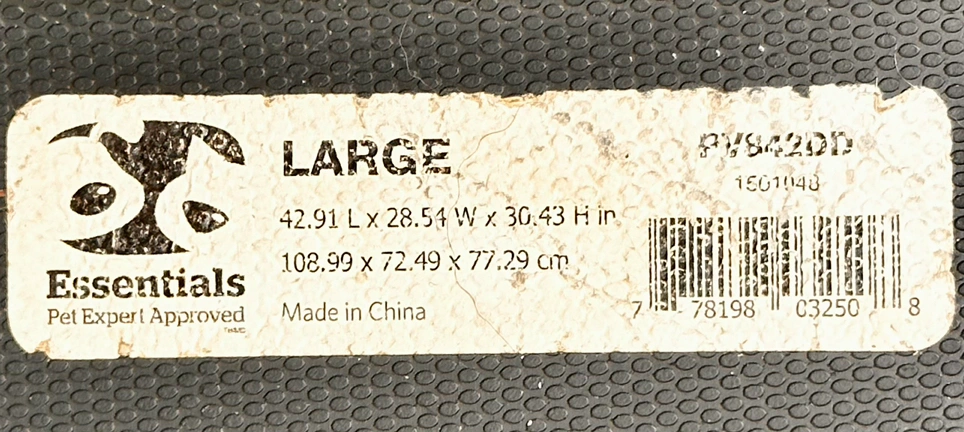 LARGE
42.91 L x 28.54 W x 30.43 H in
108.99 x 72.49 x 77.29 cm
Made in China
Essentials
Pet Expert Approved
PV842DD
1601048
7 78198 03250 8